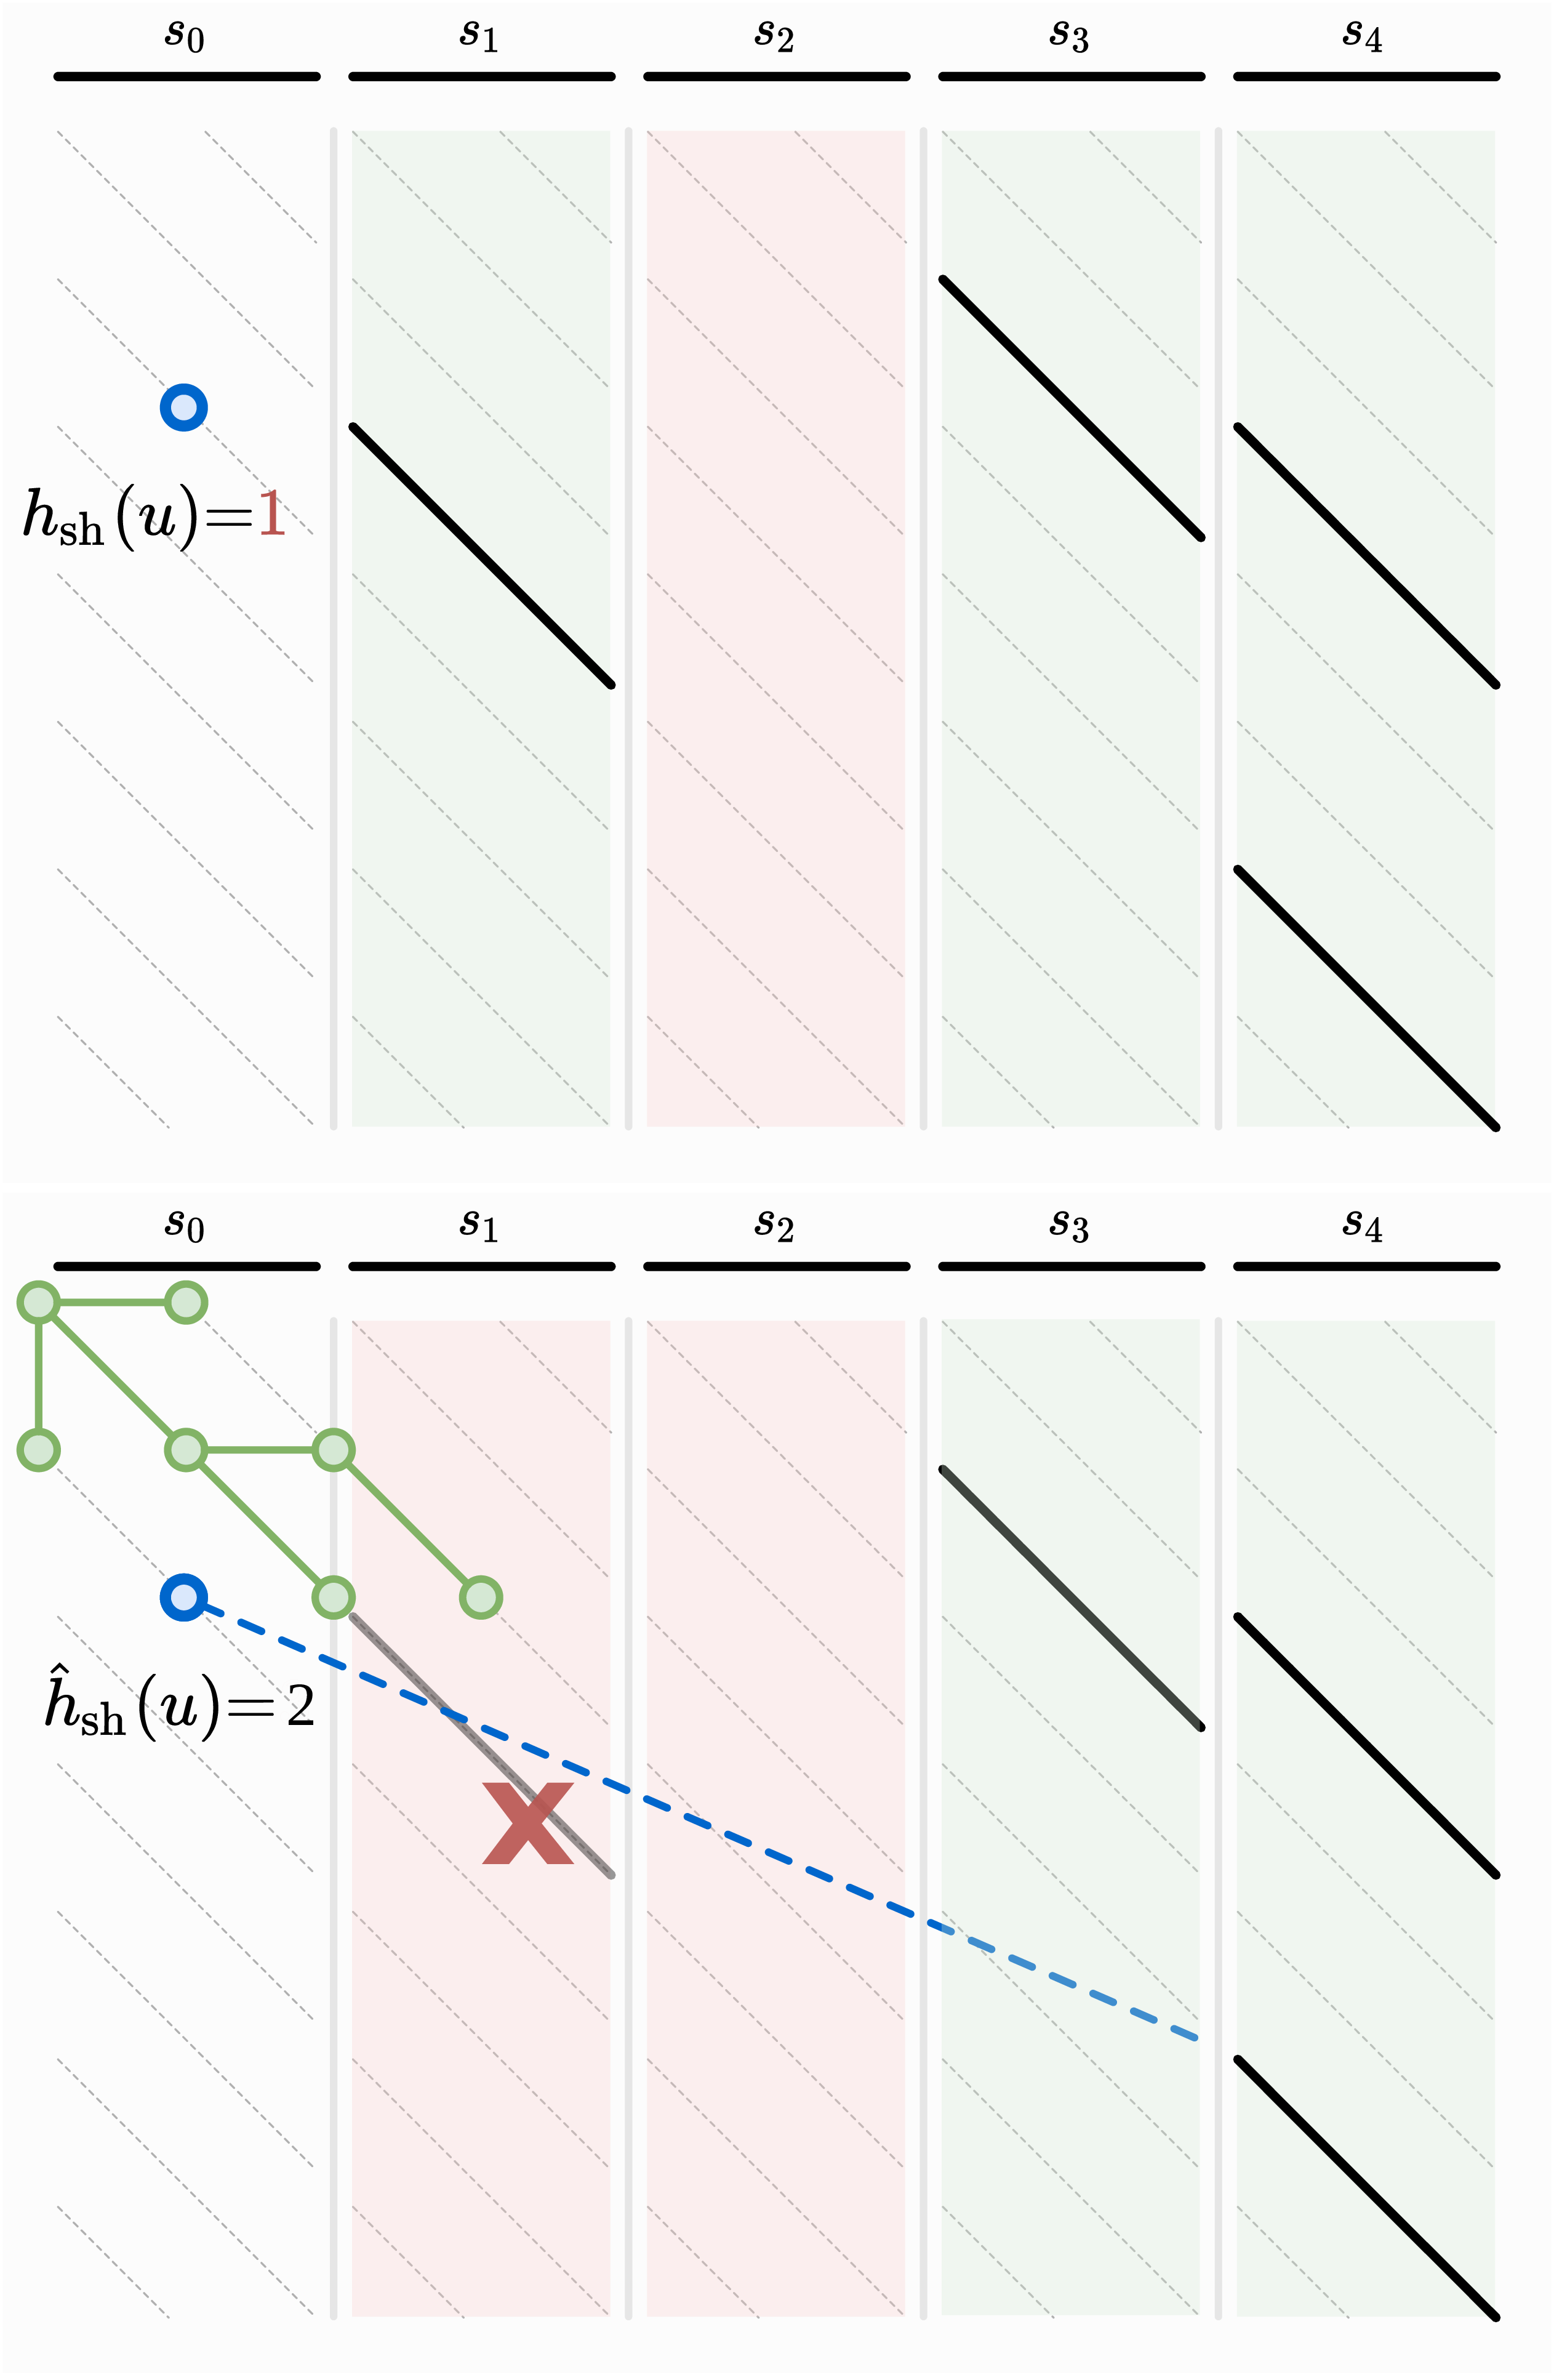 s₀ s₁ s₂ s₃ s₄
h_sh(u)=1
s₀ s₁ s₂ s₃ s₄
ĥ_sh(u)=2
X